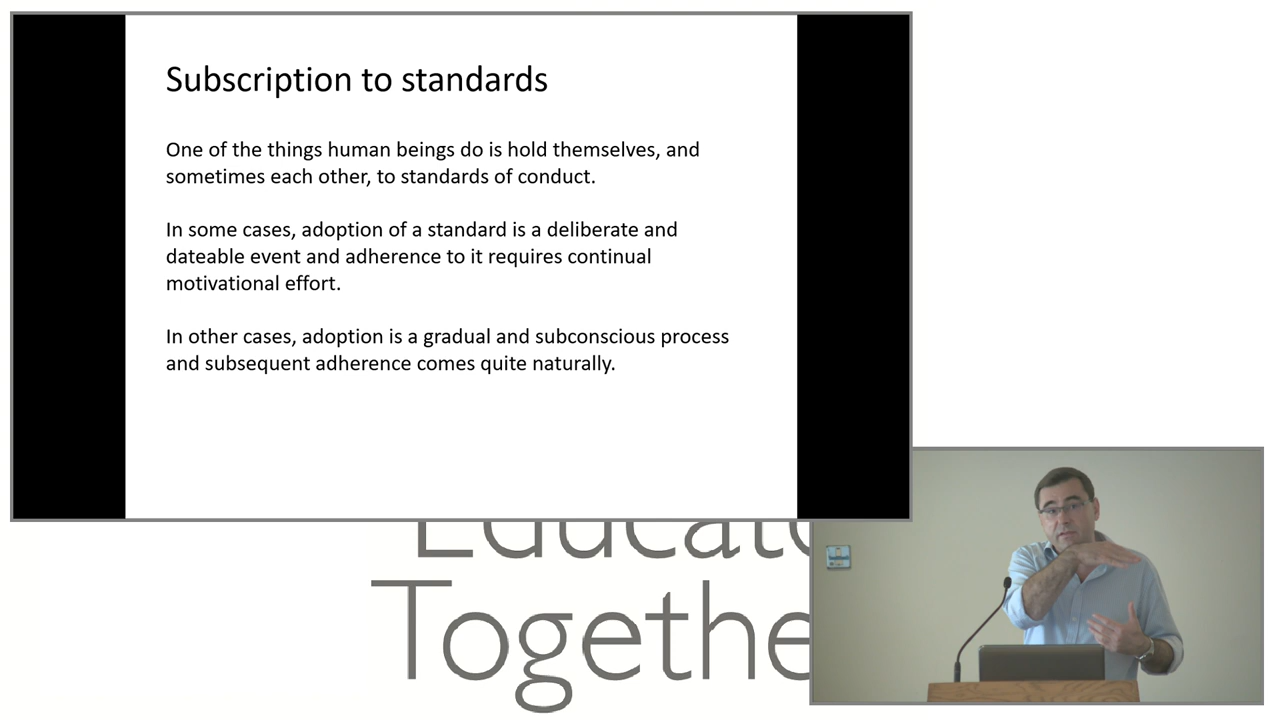 Subscription to standards
One of the things human beings do is hold themselves, and
sometimes each other, to standards of conduct.
In some cases, adoption of a standard is a deliberate and
dateable event and adherence to it requires continual
motivational effort.
In other cases, adoption is a gradual and subconscious process
and subsequent adherence comes quite naturally.
Educat
Togethe